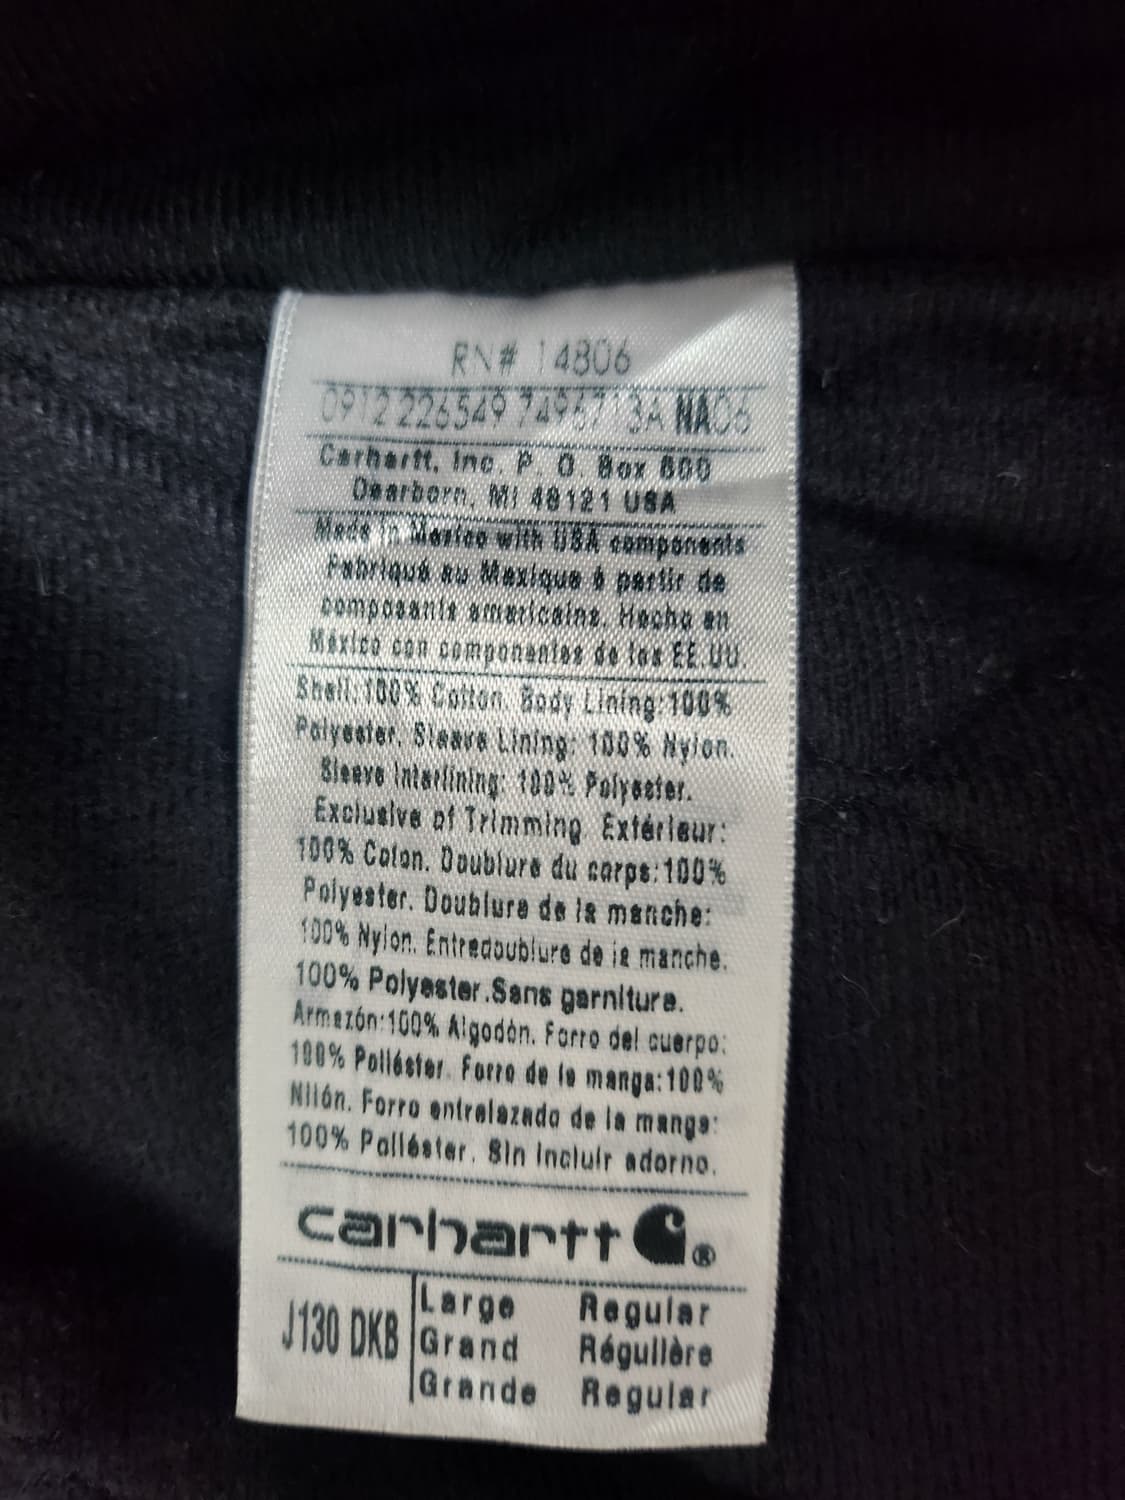 RN# 14806
0912 226549 7496713A NA06
Carhartt, Inc. P. O. Box 600
Dearborn, MI 48121 USA
Made in Mexico with USA components
Fabriqué au Mexique à partir de
composants americains. Hecho en
México con componentes de los EE.UU.
Shell:100% Cotton. Body Lining:100%
Polyester. Sleeve Lining: 100% Nylon.
Sleeve Interlining: 100% Polyester.
Exclusive of Trimming. Extérieur:
100% Coton. Doublure du corps:100%
Polyester. Doublure de la manche:
100% Nylon. Entredoublure de la manche.
100% Polyester.Sans garniture.
Armazón:100% Algodón. Forro del cuerpo:
100% Poliéster. Forro de la manga:100%
Nilón. Forro entrelazado de la manga:
100% Poliéster. Sin incluir adorno.
carhartt ®
J130 DKB
Large Regular
Grand Régulière
Grande Regular